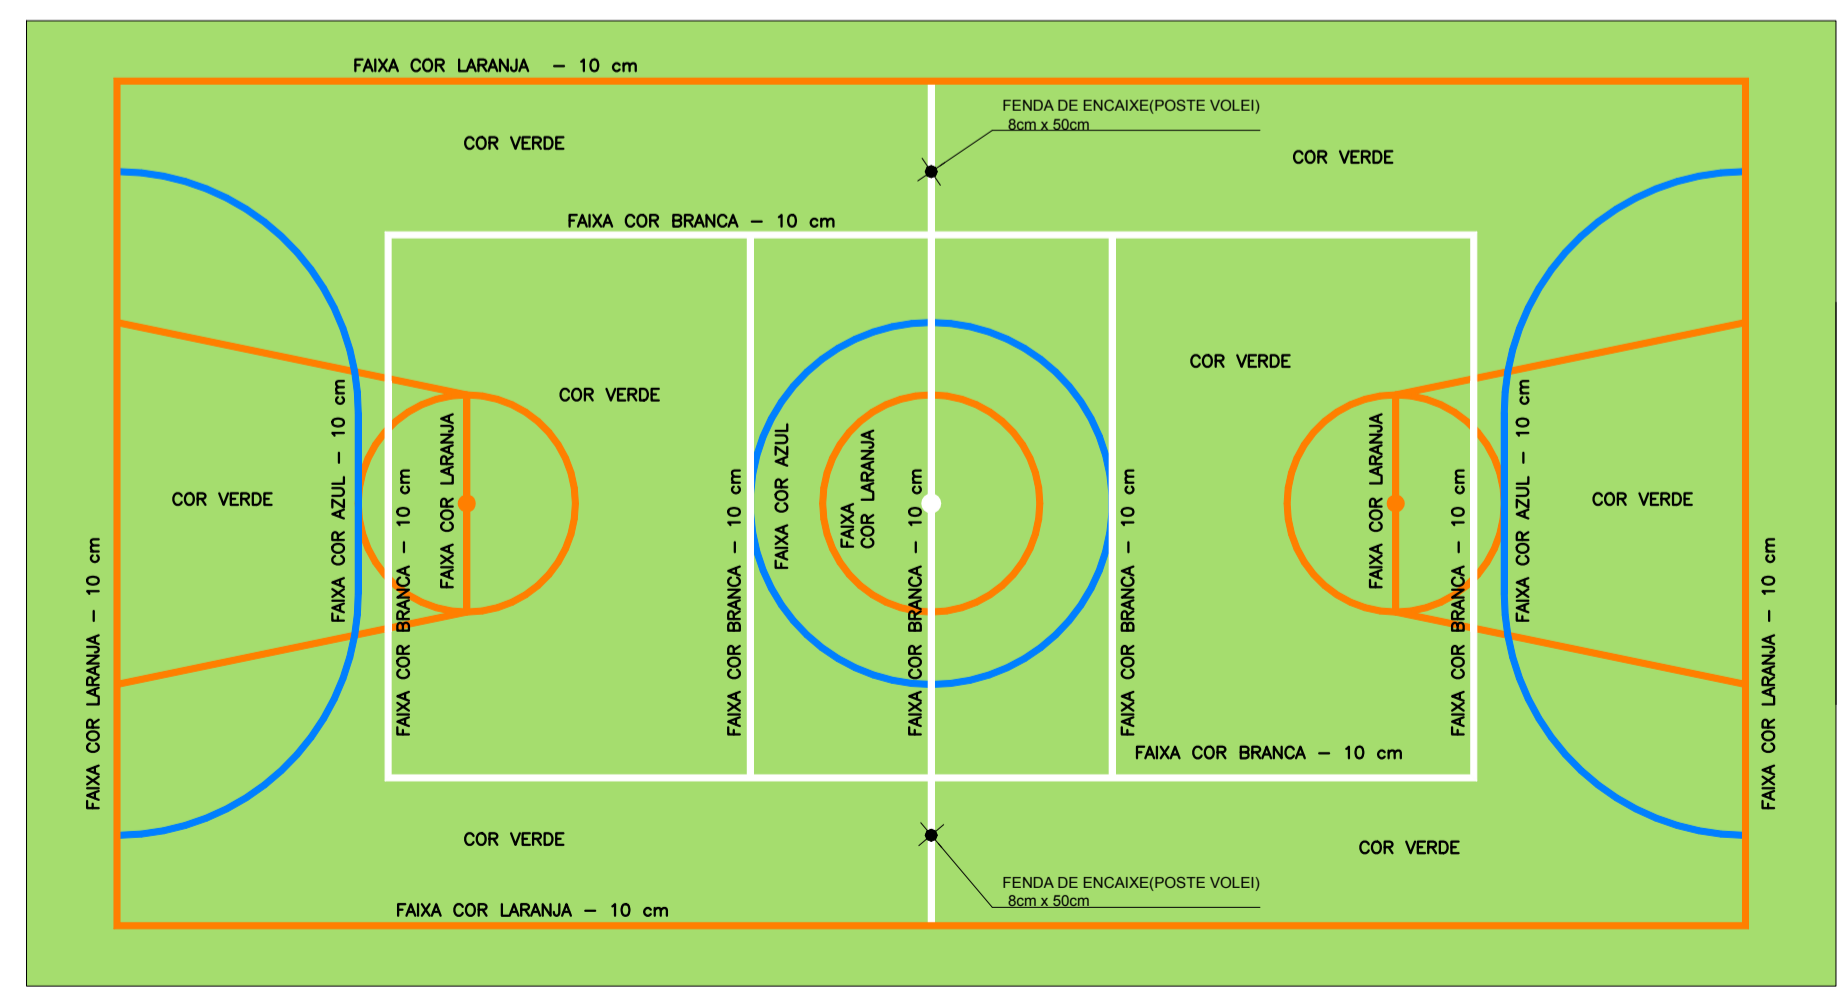 FAIXA COR LARANJA - 10 cm
FENDA DE ENCAIXE(POSTE VOLEI)
8cm x 50cm
COR VERDE
COR VERDE
FAIXA COR BRANCA - 10 cm
COR VERDE
COR VERDE
COR VERDE
COR VERDE
FAIXA COR LARANJA - 10 cm
FAIXA COR AZUL - 10 cm
FAIXA COR BRANCA - 10 cm
FAIXA COR LARANJA
FAIXA COR BRANCA - 10 cm
FAIXA COR AZUL
FAIXA
COR LARANJA
FAIXA COR BRANCA - 10 cm
FAIXA COR BRANCA - 10 cm
FAIXA COR LARANJA
FAIXA COR BRANCA - 10 cm
FAIXA COR AZUL - 10 cm
FAIXA COR LARANJA - 10 cm
FAIXA COR BRANCA - 10 cm
COR VERDE
COR VERDE
FENDA DE ENCAIXE(POSTE VOLEI)
8cm x 50cm
FAIXA COR LARANJA - 10 cm